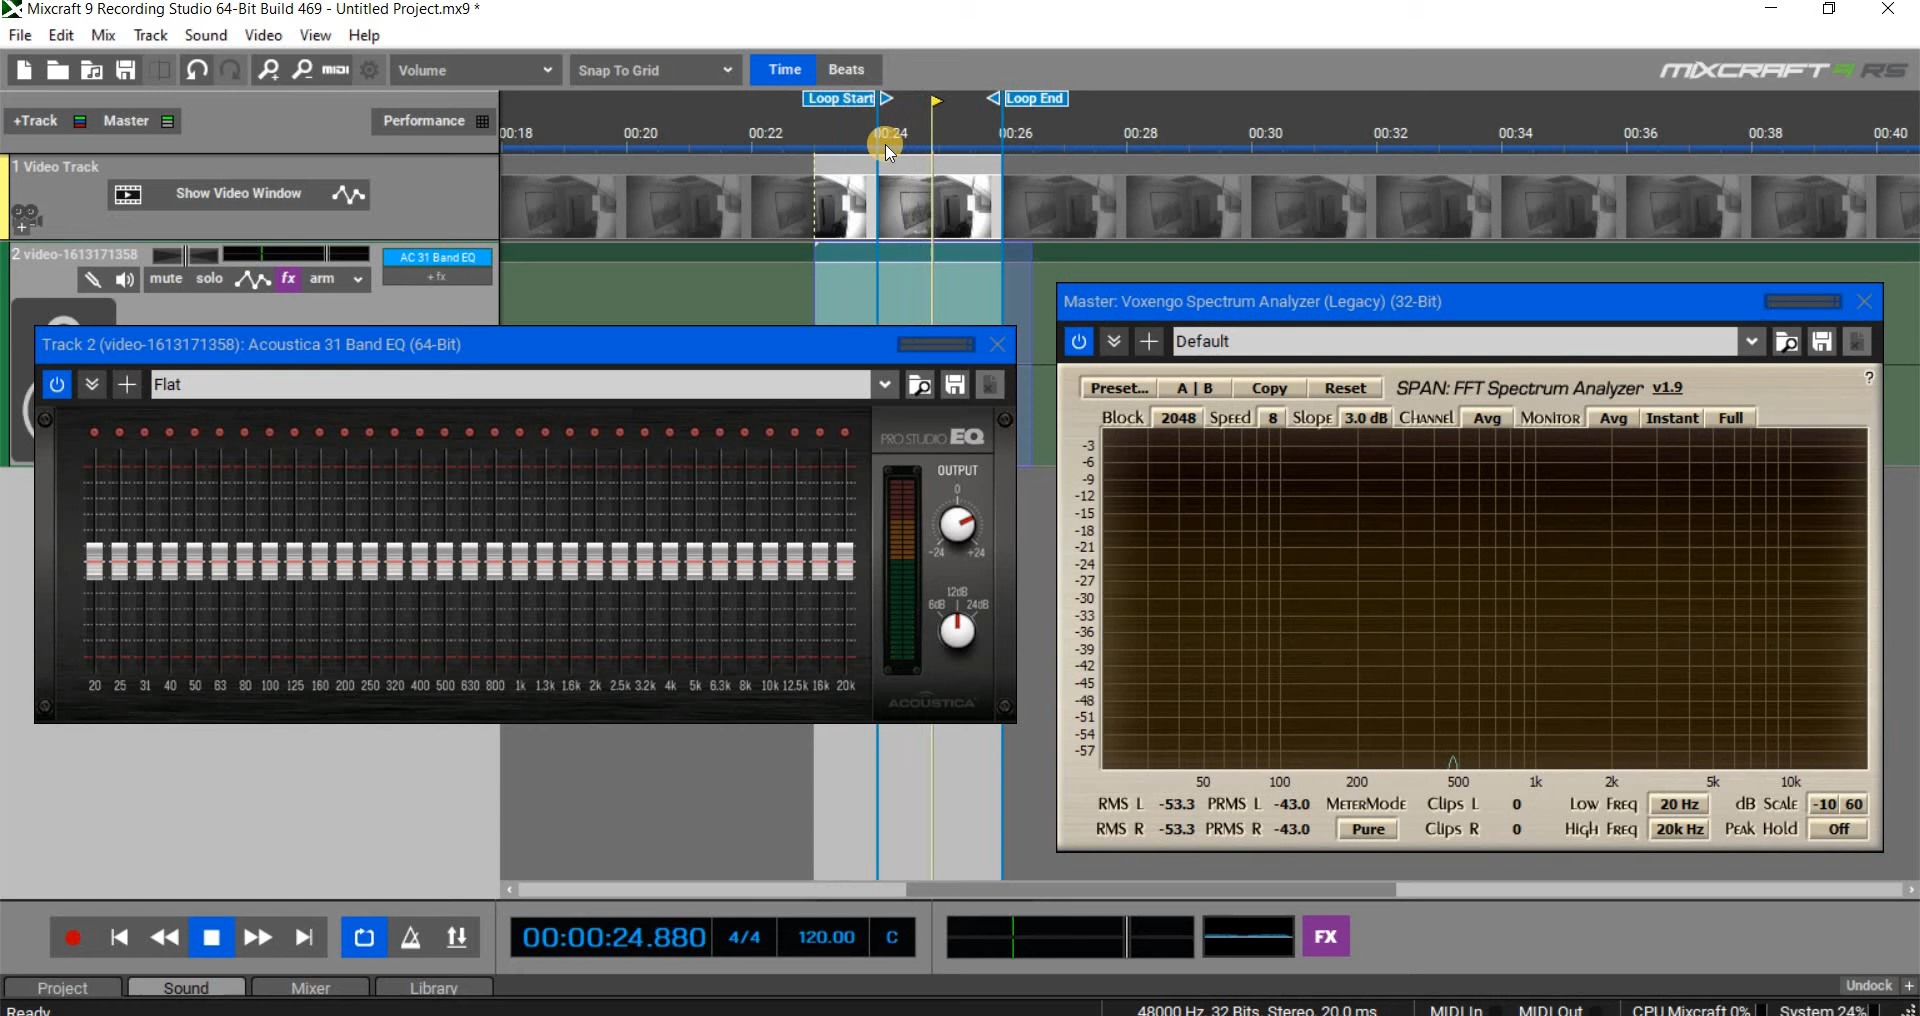 Mixcraft 9 Recording Studio 64-Bit Build 469 - Untitled Project.mx9 *
File Edit Mix Track Sound Video View Help
MIDI Volume Snap To Grid Time Beats MIXCRAFT 9 RS
Loop Start Loop End
+Track Master Performance
00:18 00:20 00:22 00:24 00:26 00:28 00:30 00:32 00:34 00:36 00:38 00:40
1 Video Track
Show Video Window
2 video-1613171358
AC 31 Band EQ
mute solo fx arm
+fx
Track 2 (video-1613171358): Acoustica 31 Band EQ (64-Bit)
Flat
PRO STUDIO EQ
OUTPUT
0
-24 +24
12dB
6dB 24dB
20 25 31 40 50 63 80 100 125 160 200 250 320 400 500 630 800 1k 1.3k 1.6k 2k 2.5k 3.2k 4k 5k 6.3k 8k 10k 12.5k 16k 20k
ACOUSTICA
Master: Voxengo Spectrum Analyzer (Legacy) (32-Bit)
Default
Preset... A | B Copy Reset SPAN: FFT Spectrum Analyzer v1.9 ?
Block 2048 Speed 8 Slope 3.0 dB Channel Avg Monitor Avg Instant Full
-3
-6
-9
-12
-15
-18
-21
-24
-27
-30
-33
-36
-39
-42
-45
-48
-51
-54
-57
50 100 200 500 1k 2k 5k 10k
RMS L -53.3 PRMS L -43.0 MeterMode Clips L 0 Low Freq 20 Hz dB Scale -10 60
RMS R -53.3 PRMS R -43.0 Pure Clips R 0 High Freq 20k Hz Peak Hold Off
00:00:24.880 4/4 120.00 C FX
Project Sound Mixer Library Undock +
Ready 48000 Hz, 32 Bits, Stereo, 20.0 ms MIDI In MIDI Out CPU Mixcraft 0% System 24%